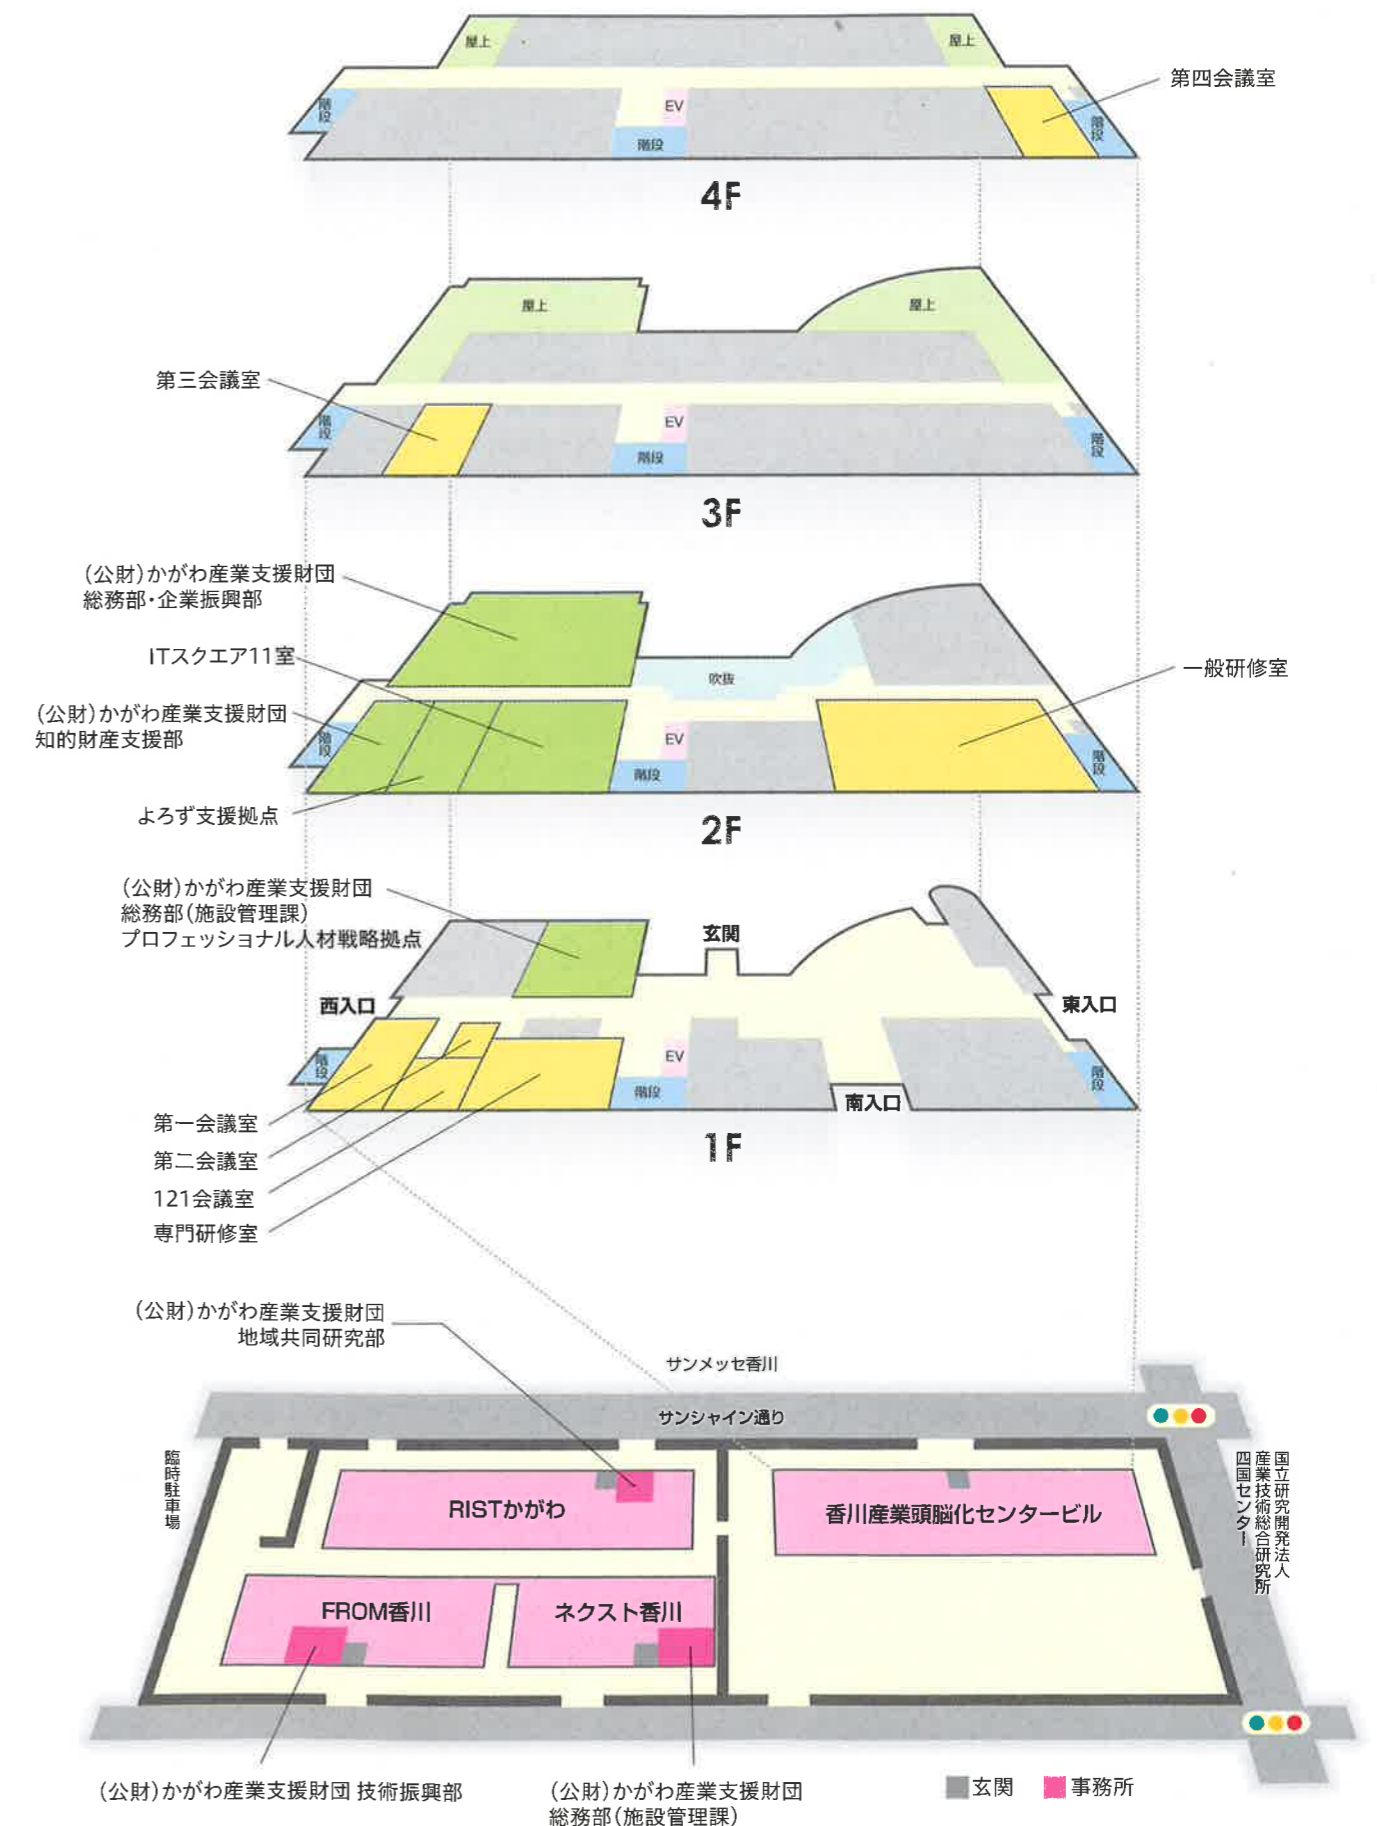 屋上
屋上
第四会議室
階段
EV
階段
階段
4F
屋上
屋上
第三会議室
階段
EV
階段
階段
3F
(公財)かがわ産業支援財団
総務部・企業振興部
ITスクエア11室
吹抜
一般研修室
(公財)かがわ産業支援財団
知的財産支援部
階段
EV
階段
階段
よろず支援拠点
2F
(公財)かがわ産業支援財団
総務部(施設管理課)
プロフェッショナル人材戦略拠点
玄関
西入口
東入口
階段
EV
階段
階段
南入口
第一会議室
第二会議室
121会議室
専門研修室
1F
(公財)かがわ産業支援財団
地域共同研究部
サンメッセ香川
サンシャイン通り
臨時駐車場
RISTかがわ
香川産業頭脳化センタービル
国立研究開発法人
産業技術総合研究所
四国センター
FROM香川
ネクスト香川
(公財)かがわ産業支援財団 技術振興部
(公財)かがわ産業支援財団
総務部(施設管理課)
玄関
事務所